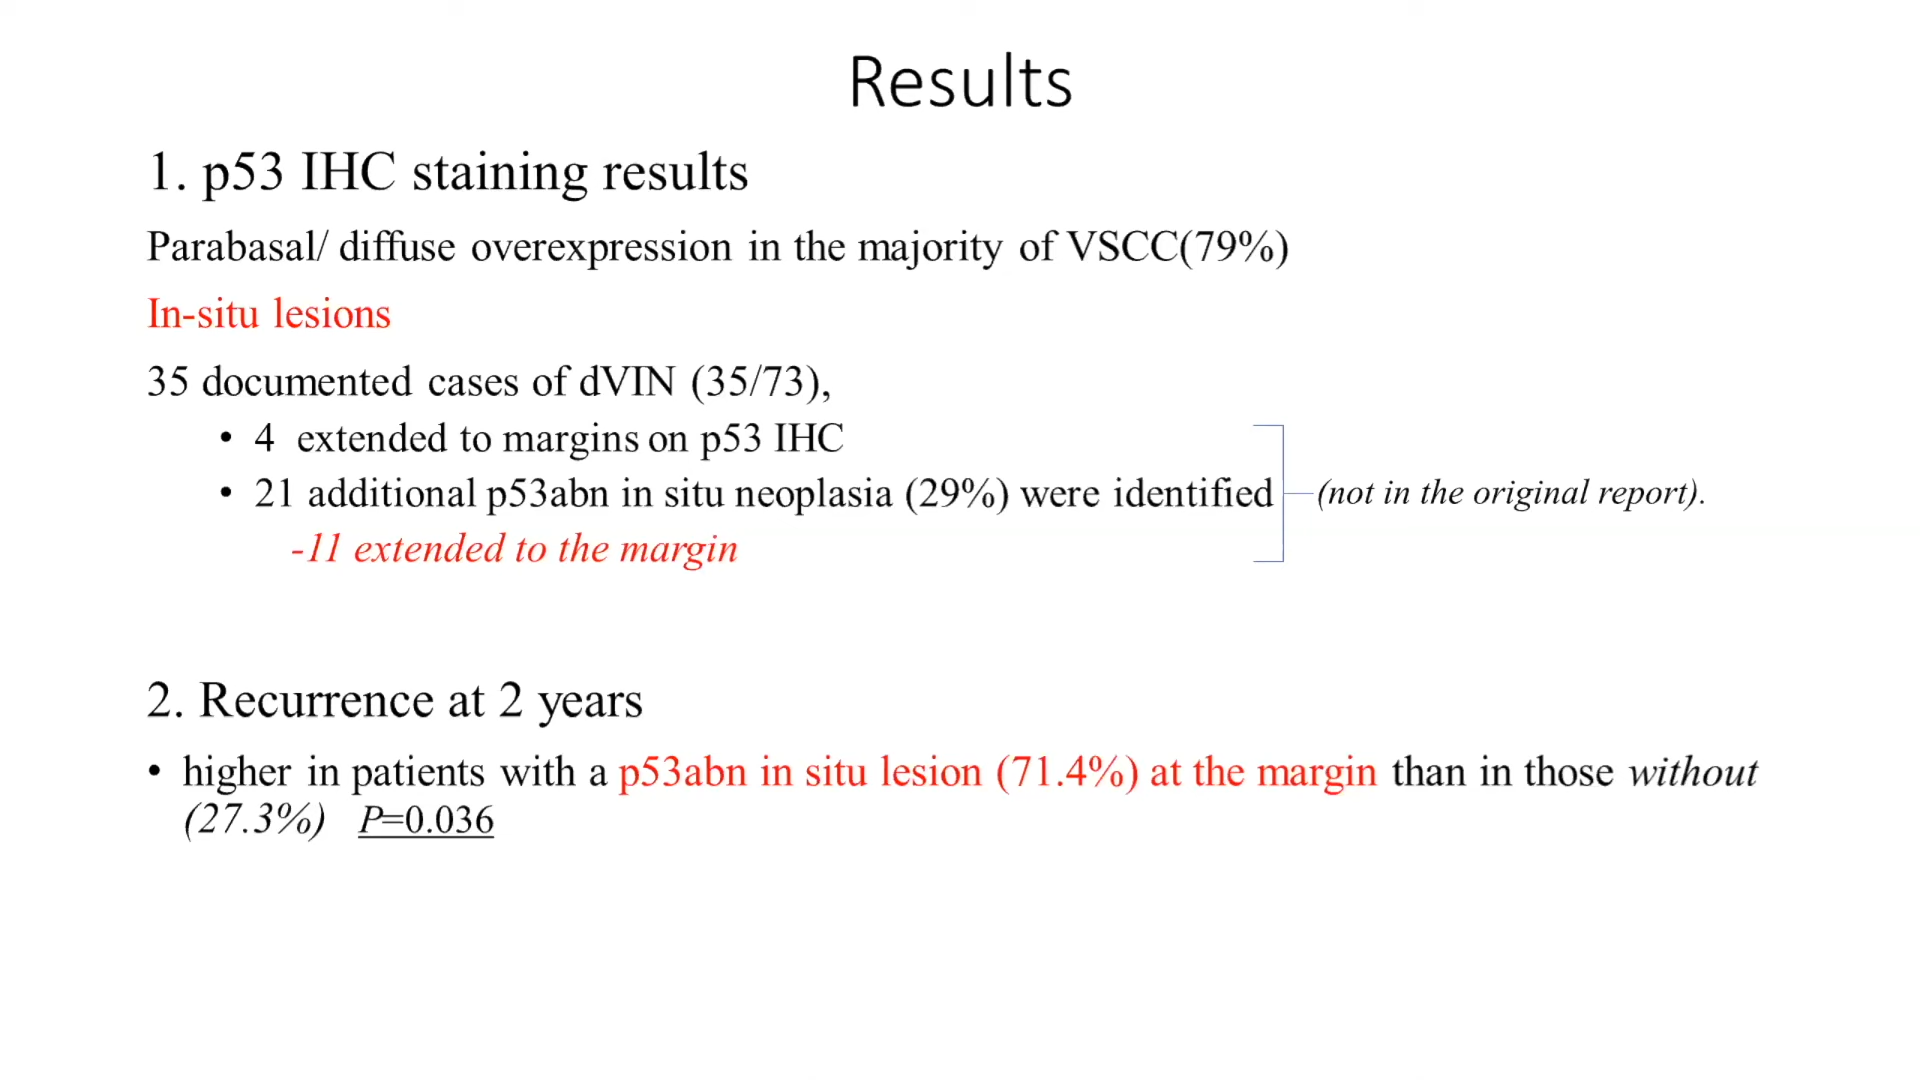 Results
1. p53 IHC staining results
Parabasal/ diffuse overexpression in the majority of VSCC(79%)
In-situ lesions
35 documented cases of dVIN (35/73),
• 4 extended to margins on p53 IHC
• 21 additional p53abn in situ neoplasia (29%) were identified (not in the original report).
-11 extended to the margin
2. Recurrence at 2 years
• higher in patients with a p53abn in situ lesion (71.4%) at the margin than in those without
(27.3%) P=0.036